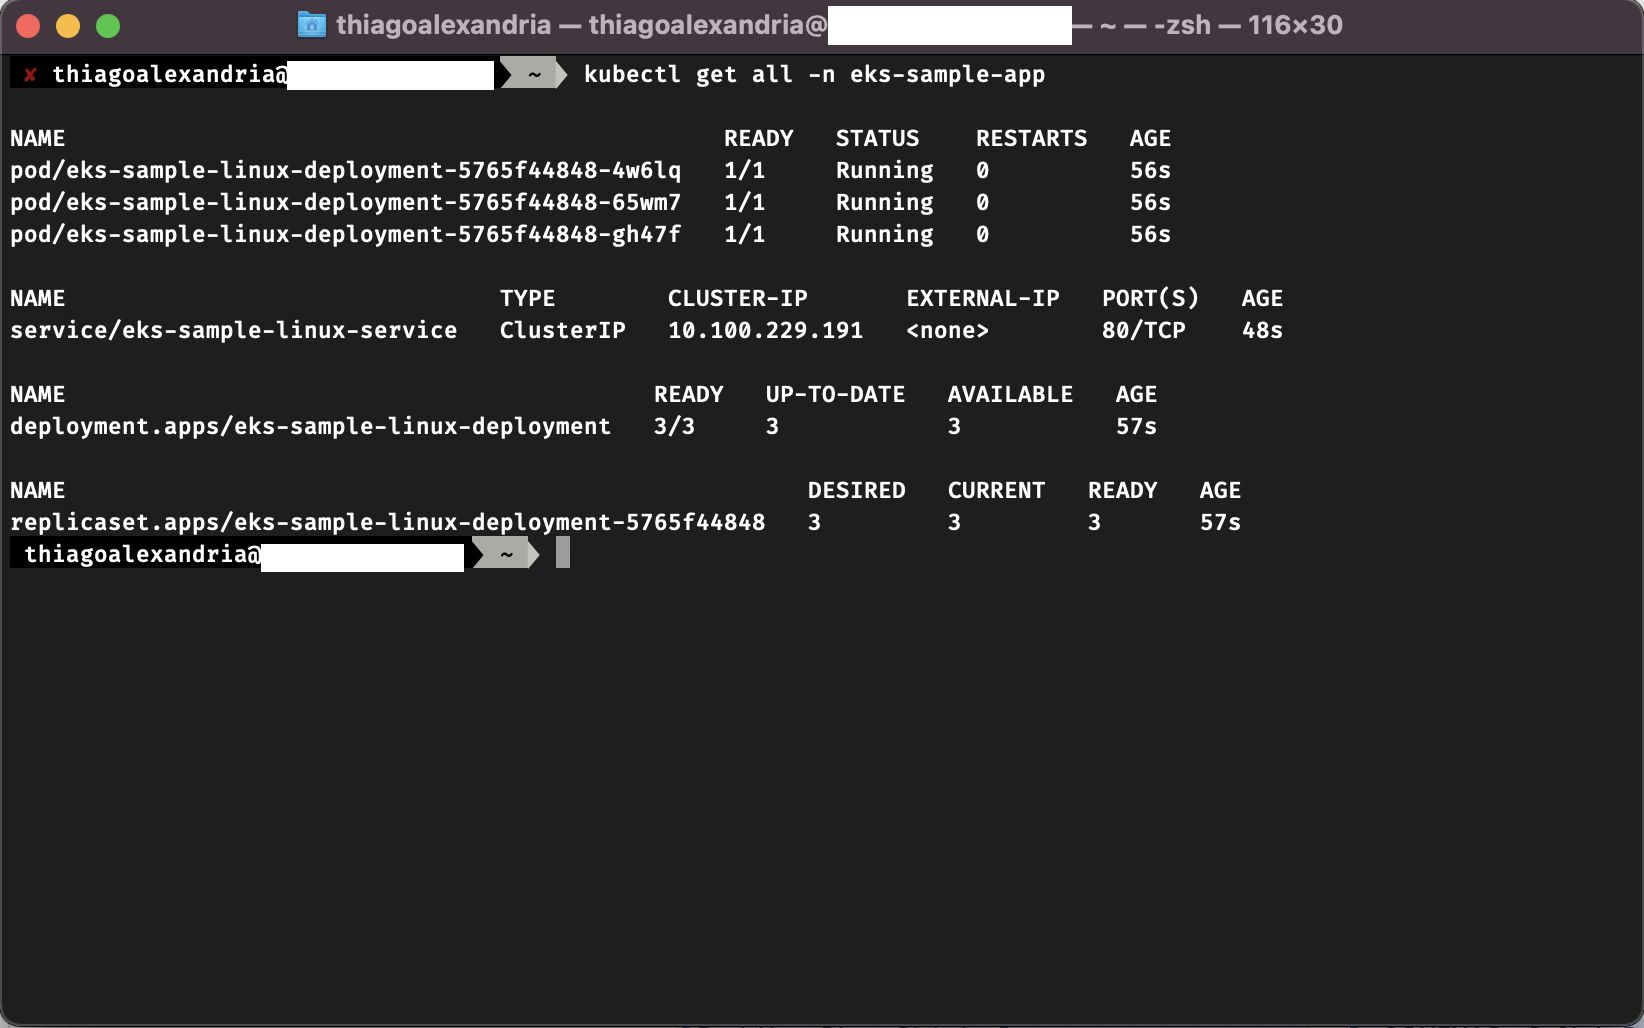 thiagoalexandria — thiagoalexandria@ — ~ — -zsh — 116×30
✘ thiagoalexandria@ ~ kubectl get all -n eks-sample-app
NAME READY STATUS RESTARTS AGE
pod/eks-sample-linux-deployment-5765f44848-4w6lq 1/1 Running 0 56s
pod/eks-sample-linux-deployment-5765f44848-65wm7 1/1 Running 0 56s
pod/eks-sample-linux-deployment-5765f44848-gh47f 1/1 Running 0 56s
NAME TYPE CLUSTER-IP EXTERNAL-IP PORT(S) AGE
service/eks-sample-linux-service ClusterIP 10.100.229.191 <none> 80/TCP 48s
NAME READY UP-TO-DATE AVAILABLE AGE
deployment.apps/eks-sample-linux-deployment 3/3 3 3 57s
NAME DESIRED CURRENT READY AGE
replicaset.apps/eks-sample-linux-deployment-5765f44848 3 3 3 57s
thiagoalexandria@ ~